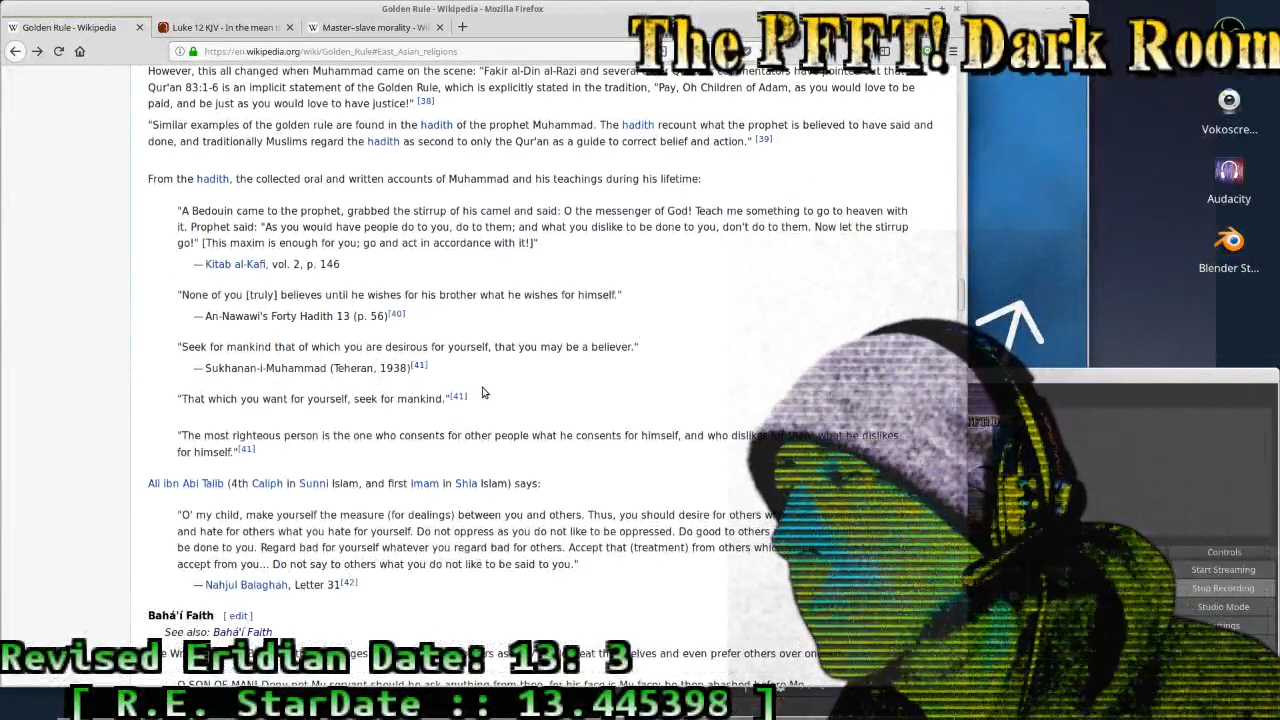 Golden Rule - Wikipedia - Mozilla Firefox
The PFFT! Dark Room
Golden Rule - Wikipedia
Luke 12 KJV - In the mean
Master–slave morality - Wi
https://en.wikipedia.org/wiki/Golden_Rule#East_Asian_religions
However, this all changed when Muhammad came on the scene: "Fakir al-Din al-Razi and several
Qur'an 83:1-6 is an implicit statement of the Golden Rule, which is explicitly stated in the tradition, "Pay, Oh Children of Adam, as you would love to be
paid, and be just as you would love to have justice!" [38]
"Similar examples of the golden rule are found in the hadith of the prophet Muhammad. The hadith recount what the prophet is believed to have said and
done, and traditionally Muslims regard the hadith as second to only the Qur'an as a guide to correct belief and action." [39]
From the hadith, the collected oral and written accounts of Muhammad and his teachings during his lifetime:
"A Bedouin came to the prophet, grabbed the stirrup of his camel and said: O the messenger of God! Teach me something to go to heaven with
it. Prophet said: "As you would have people do to you, do to them; and what you dislike to be done to you, don't do to them. Now let the stirrup
go!" [This maxim is enough for you; go and act in accordance with it!]"
— Kitab al-Kafi, vol. 2, p. 146
"None of you [truly] believes until he wishes for his brother what he wishes for himself."
— An-Nawawi's Forty Hadith 13 (p. 56)[40]
"Seek for mankind that of which you are desirous for yourself, that you may be a believer."
— Sukhanan-i-Muhammad (Teheran, 1938)[41]
"That which you want for yourself, seek for mankind."[41]
"The most righteous person is the one who consents for other people what he consents for himself, and who dislikes for them what he dislikes
for himself."[41]
Ali ibn Abi Talib (4th Caliph in Sunni Islam, and first Imam in Shia Islam) says:
"O' my child, make yourself the measure (for dealings) between you and others. Thus, you should desire for others
hate for others what you hate for yourself. Do not oppress as you do not like to be oppressed. Do good to others
be done to you. Regard bad for yourself whatever you regard bad for others. Accept that (treatment) from others
not say to others what you do not like to be said to you."
Letter 31[42]
Bahá'í Faith [ edit ]
See also: Bahá'í Faith
Vokoscre...
Audacity
Blender St...
Controls
Start Streaming
Stop Recording
Studio Mode
445398 ]